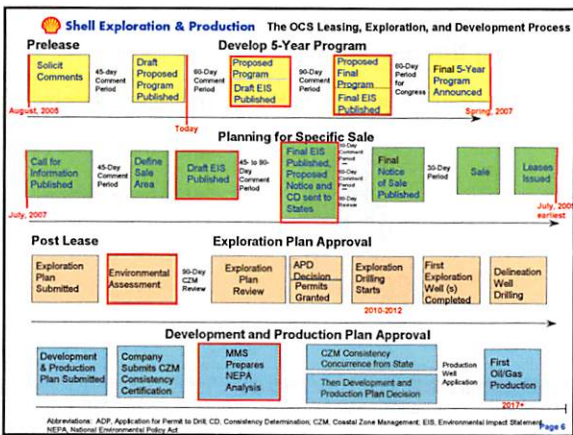 Shell Exploration & Production The OCS Leasing, Exploration, and Development Process
Prelease Develop 5-Year Program
Solicit Comments
45-day Comment Period
Draft Proposed Program Published
60-Day Comment Period
Proposed Program
Draft EIS Published
90-Day Comment Period
Proposed Final Program
Final EIS Published
60-Day Period for Congress
Final 5-Year Program Announced
August, 2005
Today
Spring, 2007
Planning for Specific Sale
Call for Information Published
45-Day Comment Period
Define Sale Area
Draft EIS Published
45- to 90-Day Comment Period
Final EIS Published, Proposed Notice and CD sent to States
Comment Period
Comment Period
Review
Final Notice of Sale Published
30-Day Period
Sale
Leases Issued
July, 2007
earliest
Post Lease Exploration Plan Approval
Exploration Plan Submitted
Environmental Assessment
90-Day CZM Review
Exploration Plan Review
APD Decision
Permits Granted
Exploration Drilling Starts
First Exploration Well (s) Completed
Delineation Well Drilling
2010-2012
Development and Production Plan Approval
Development & Production Plan Submitted
Company Submits CZM Consistency Certification
MMS Prepares NEPA Analysis
CZM Consistency Concurrence from State
Then Development and Production Plan Decision
Production Well Application
First Oil/Gas Production
2017+
Abbreviations: ADP, Application for Permit to Drill; CD, Consistency Determination; CZM, Coastal Zone Management; EIS, Environmental Impact Statement
NEPA, National Environmental Policy Act
Page 6